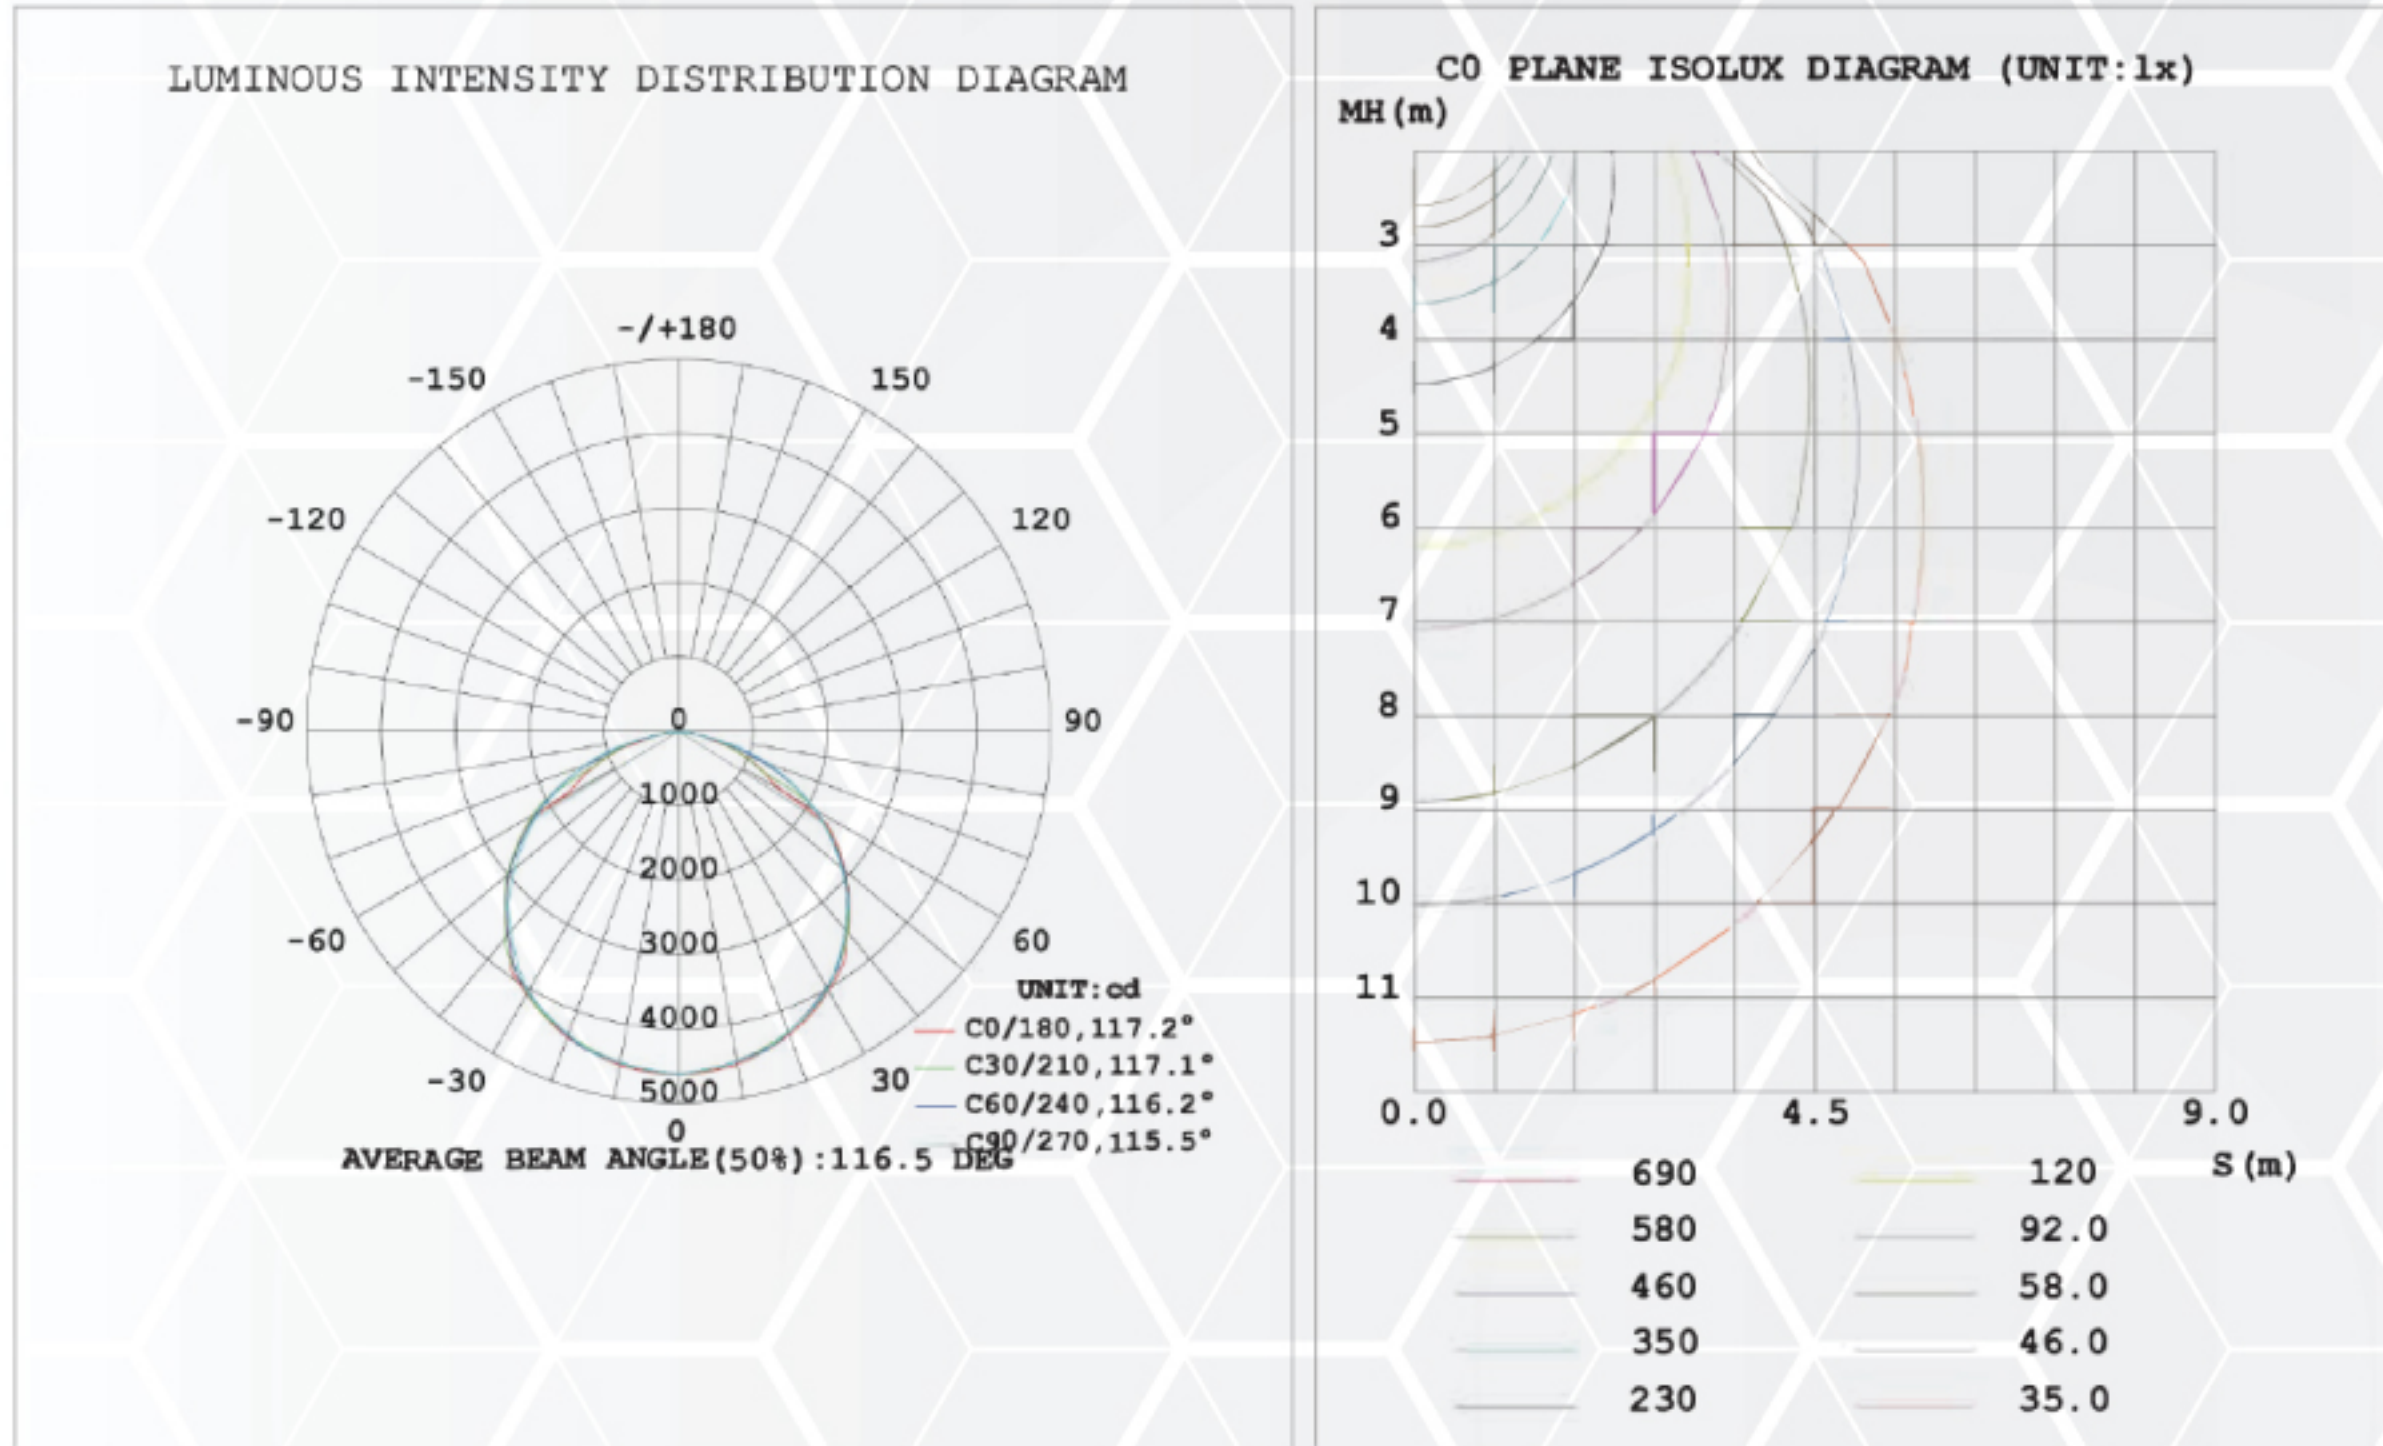 LUMINOUS INTENSITY DISTRIBUTION DIAGRAM
-/+180
-150
150
-120
120
-90
0
90
1000
2000
3000
-60
60
4000
-30
5000
30
0
UNIT:cd
C0/180,117.2°
C30/210,117.1°
C60/240,116.2°
C90/270,115.5°
AVERAGE BEAM ANGLE(50%):116.5 DEG
C0 PLANE ISOLUX DIAGRAM (UNIT:lx)
MH(m)
3
4
5
6
7
8
9
10
11
0.0 4.5 9.0
S(m)
690 120
580 92.0
460 58.0
350 46.0
230 35.0